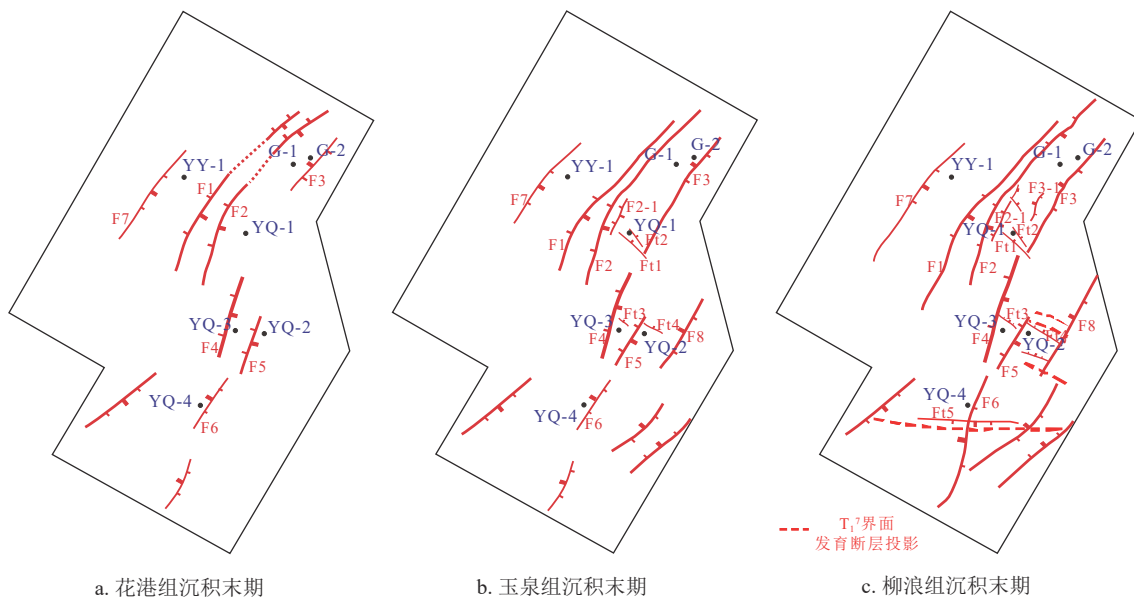 G-2
G-1
YY-1
F3
F1
F2
F7
YQ-1
YQ-3
YQ-2
F4
F5
YQ-4
F6
G-2
G-1
YY-1
F3
F7
F2-1
YQ-1
Ft2
F1
F2
Ft1
Ft3
YQ-3
Ft4
F4
YQ-2
F8
F5
YQ-4
F6
G-2
G-1
YY-1
F3-1
F3
F7
F2-1
YQ-1
Ft2
Ft1
F1
F2
Ft3
YQ-3
F8
F4
YQ-2
F5
YQ-4
F6
Ft5
T₁⁷界面
发育断层投影
a. 花港组沉积末期
b. 玉泉组沉积末期
c. 柳浪组沉积末期